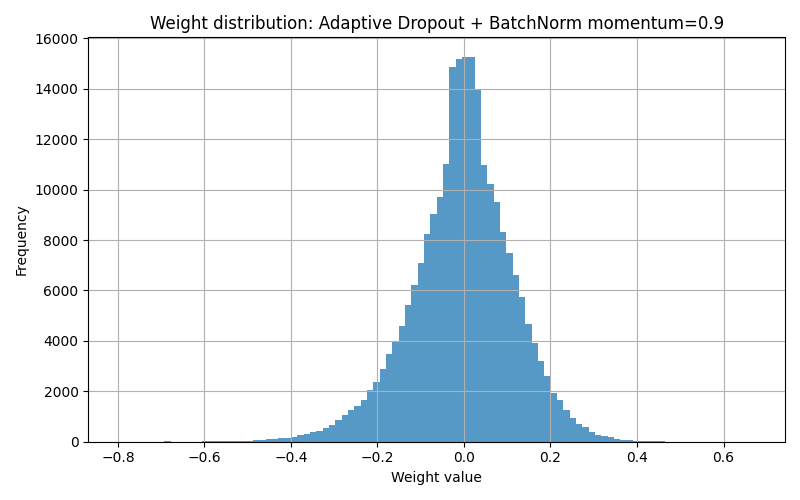 Weight distribution: Adaptive Dropout + BatchNorm momentum=0.9
16000
14000
12000
10000
8000
6000
4000
2000
0
Frequency
−0.8 −0.6 −0.4 −0.2 0.0 0.2 0.4 0.6
Weight value